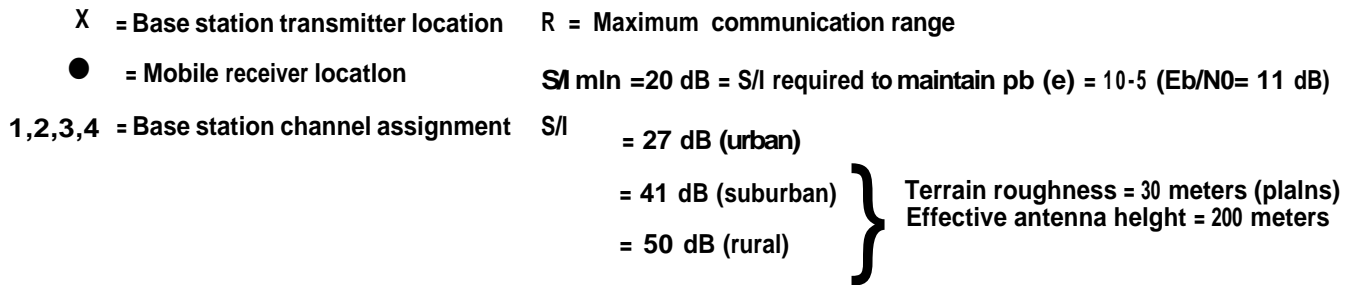 X = Base station transmitter location R = Maximum communication range
● = Mobile receiver locatlon S/I mln =20 dB = S/I required to maintain pb (e) = 10-5 (Eb/N0= 11 dB)
1,2,3,4 = Base station channel assignment S/I = 27 dB (urban)
= 41 dB (suburban) } Terrain roughness = 30 meters (plalns)
Effective antenna helght = 200 meters
= 50 dB (rural)